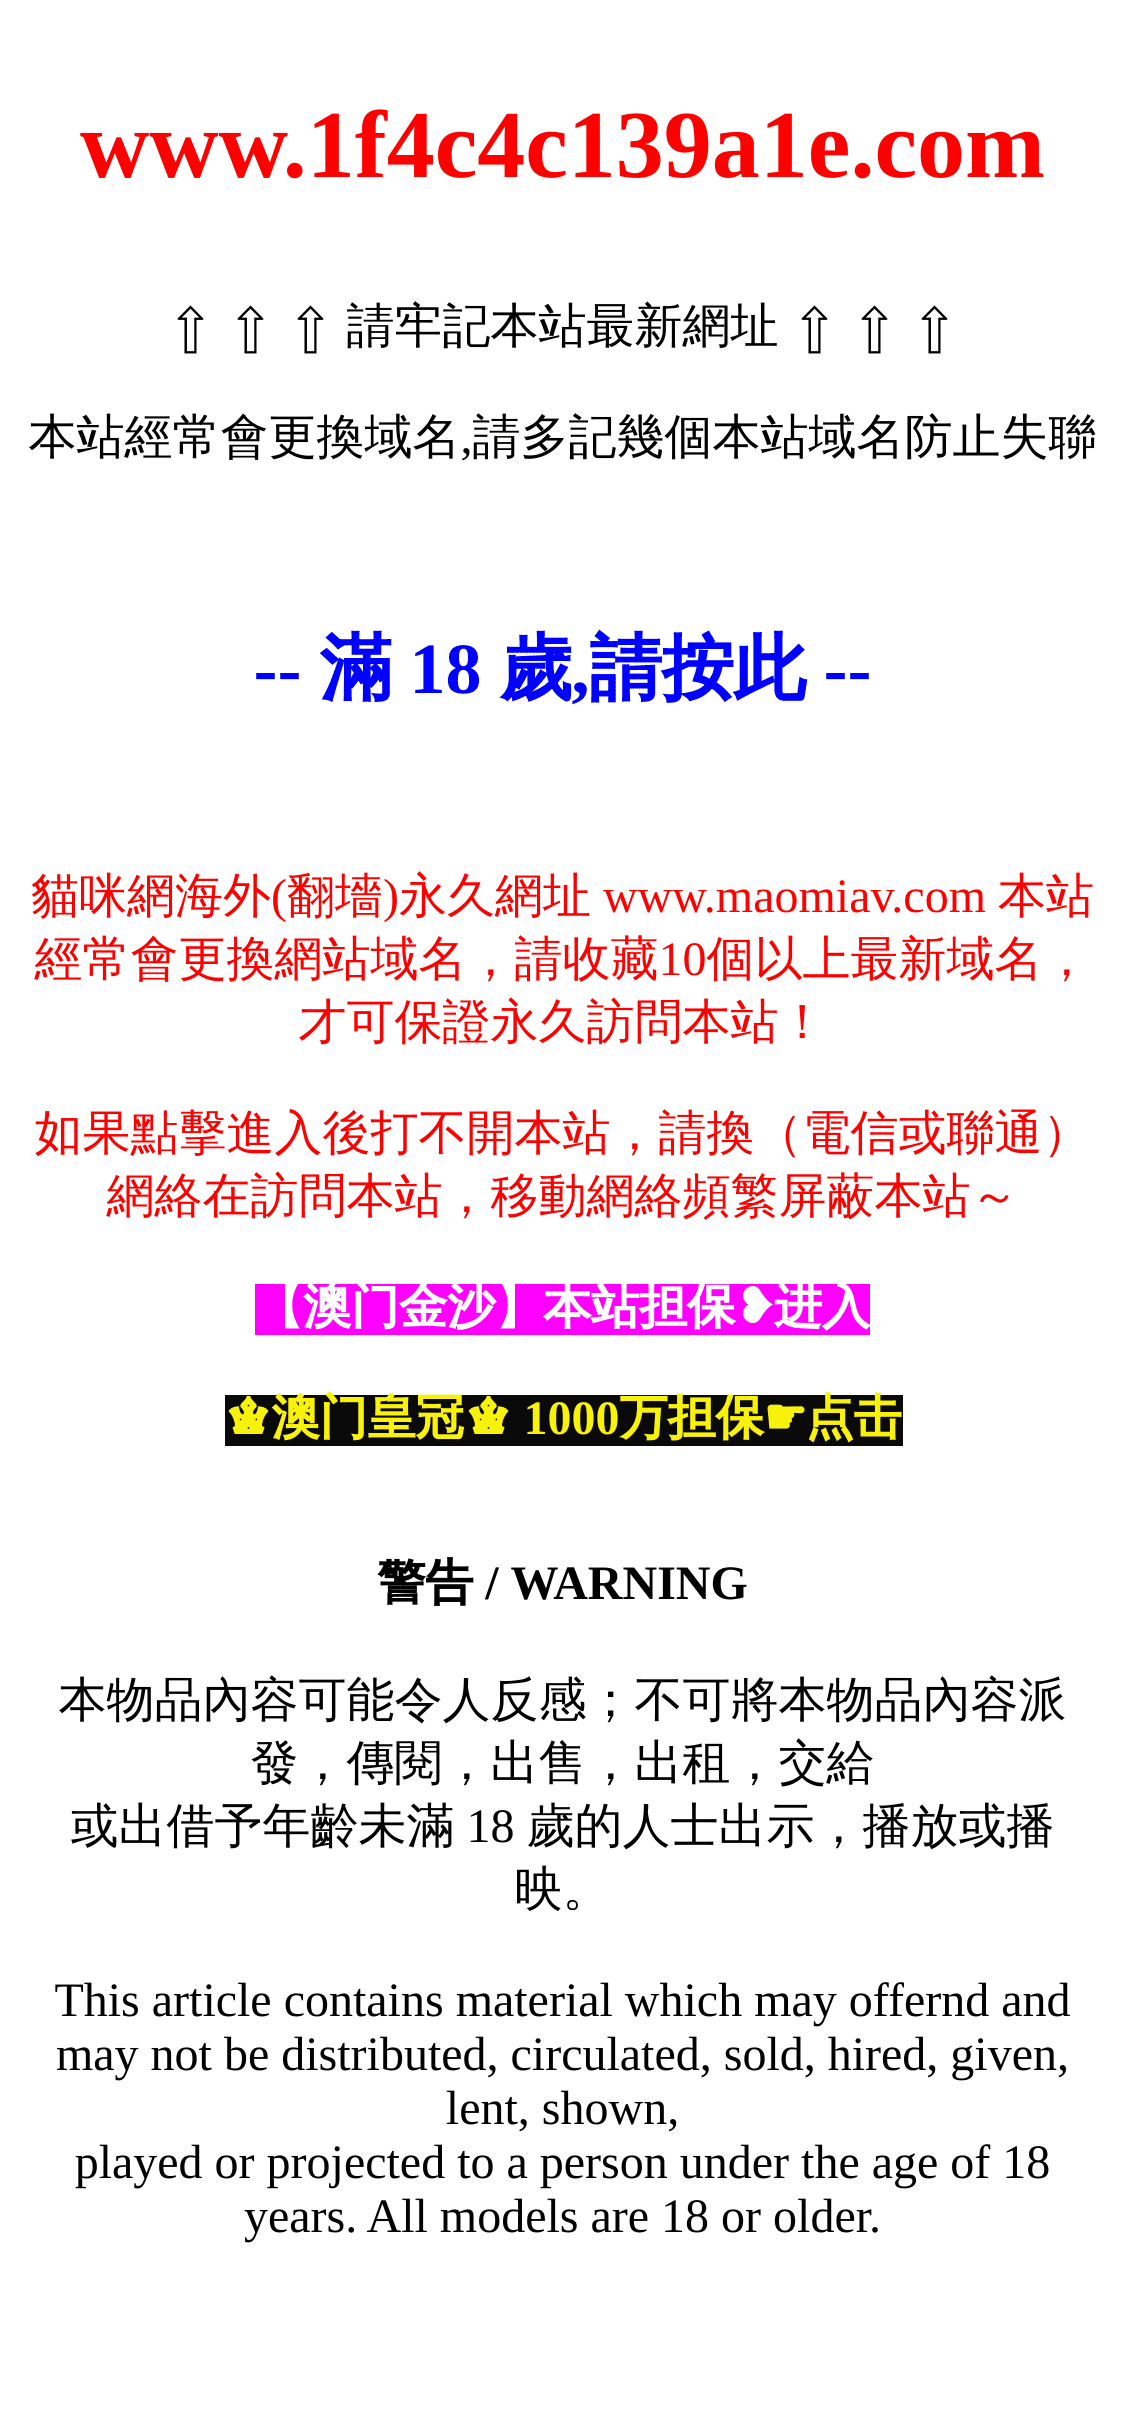 www.1f4c4c139a1e.com
⇧ ⇧ ⇧ 請牢記本站最新網址 ⇧ ⇧ ⇧
本站經常會更換域名,請多記幾個本站域名防止失聯
-- 滿 18 歲,請按此 --
貓咪網海外(翻墻)永久網址 www.maomiav.com 本站
經常會更換網站域名，請收藏10個以上最新域名，
才可保證永久訪問本站！
如果點擊進入後打不開本站，請換（電信或聯通）
網絡在訪問本站，移動網絡頻繁屏蔽本站～
【澳门金沙】本站担保❥进入
❀澳门皇冠❀ 1000万担保☛点击
警告 / WARNING
本物品內容可能令人反感；不可將本物品內容派
發，傳閱，出售，出租，交給
或出借予年齡未滿 18 歲的人士出示，播放或播
映。
This article contains material which may offernd and
may not be distributed, circulated, sold, hired, given,
lent, shown,
played or projected to a person under the age of 18
years. All models are 18 or older.